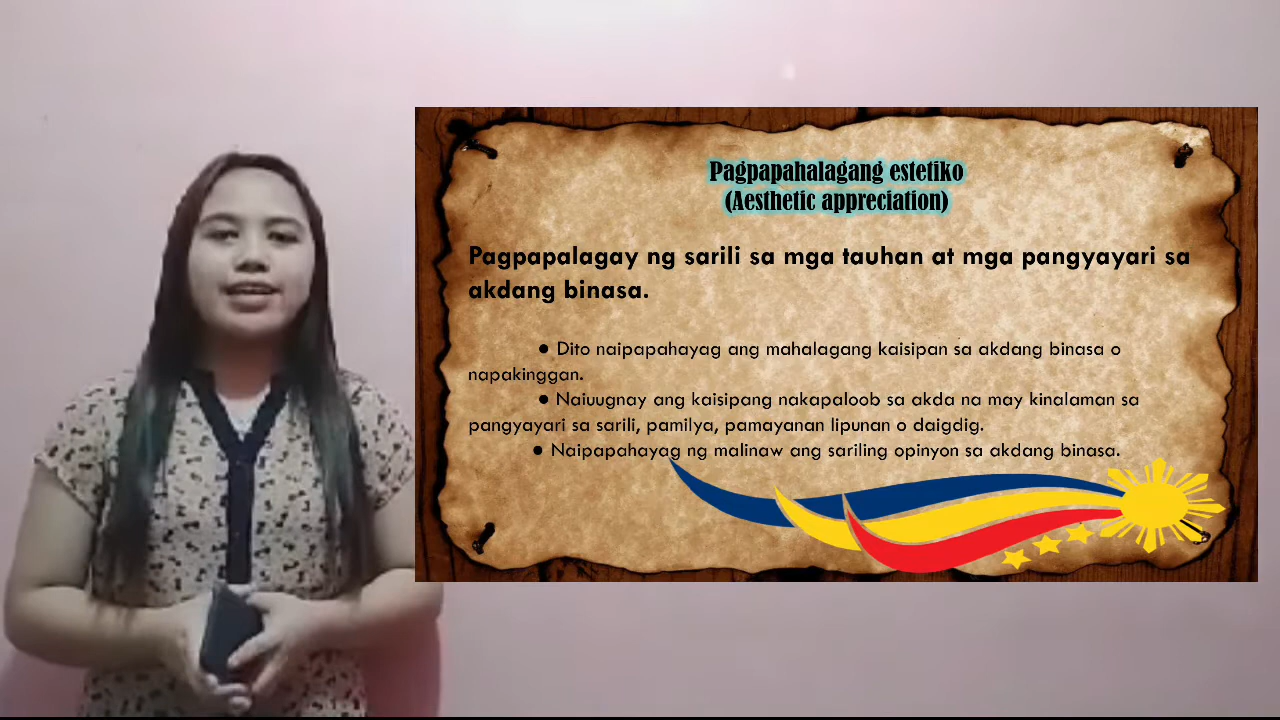 Pagpapahalagang estetiko
(Aesthetic appreciation)
Pagpapalagay ng sarili sa mga tauhan at mga pangyayari sa
akdang binasa.
● Dito naipapahayag ang mahalagang kaisipan sa akdang binasa o
napakinggan.
● Naiuugnay ang kaisipang nakapaloob sa akda na may kinalaman sa
pangyayari sa sarili, pamilya, pamayanan lipunan o daigdig.
● Naipapahayag ng malinaw ang sariling opinyon sa akdang binasa.